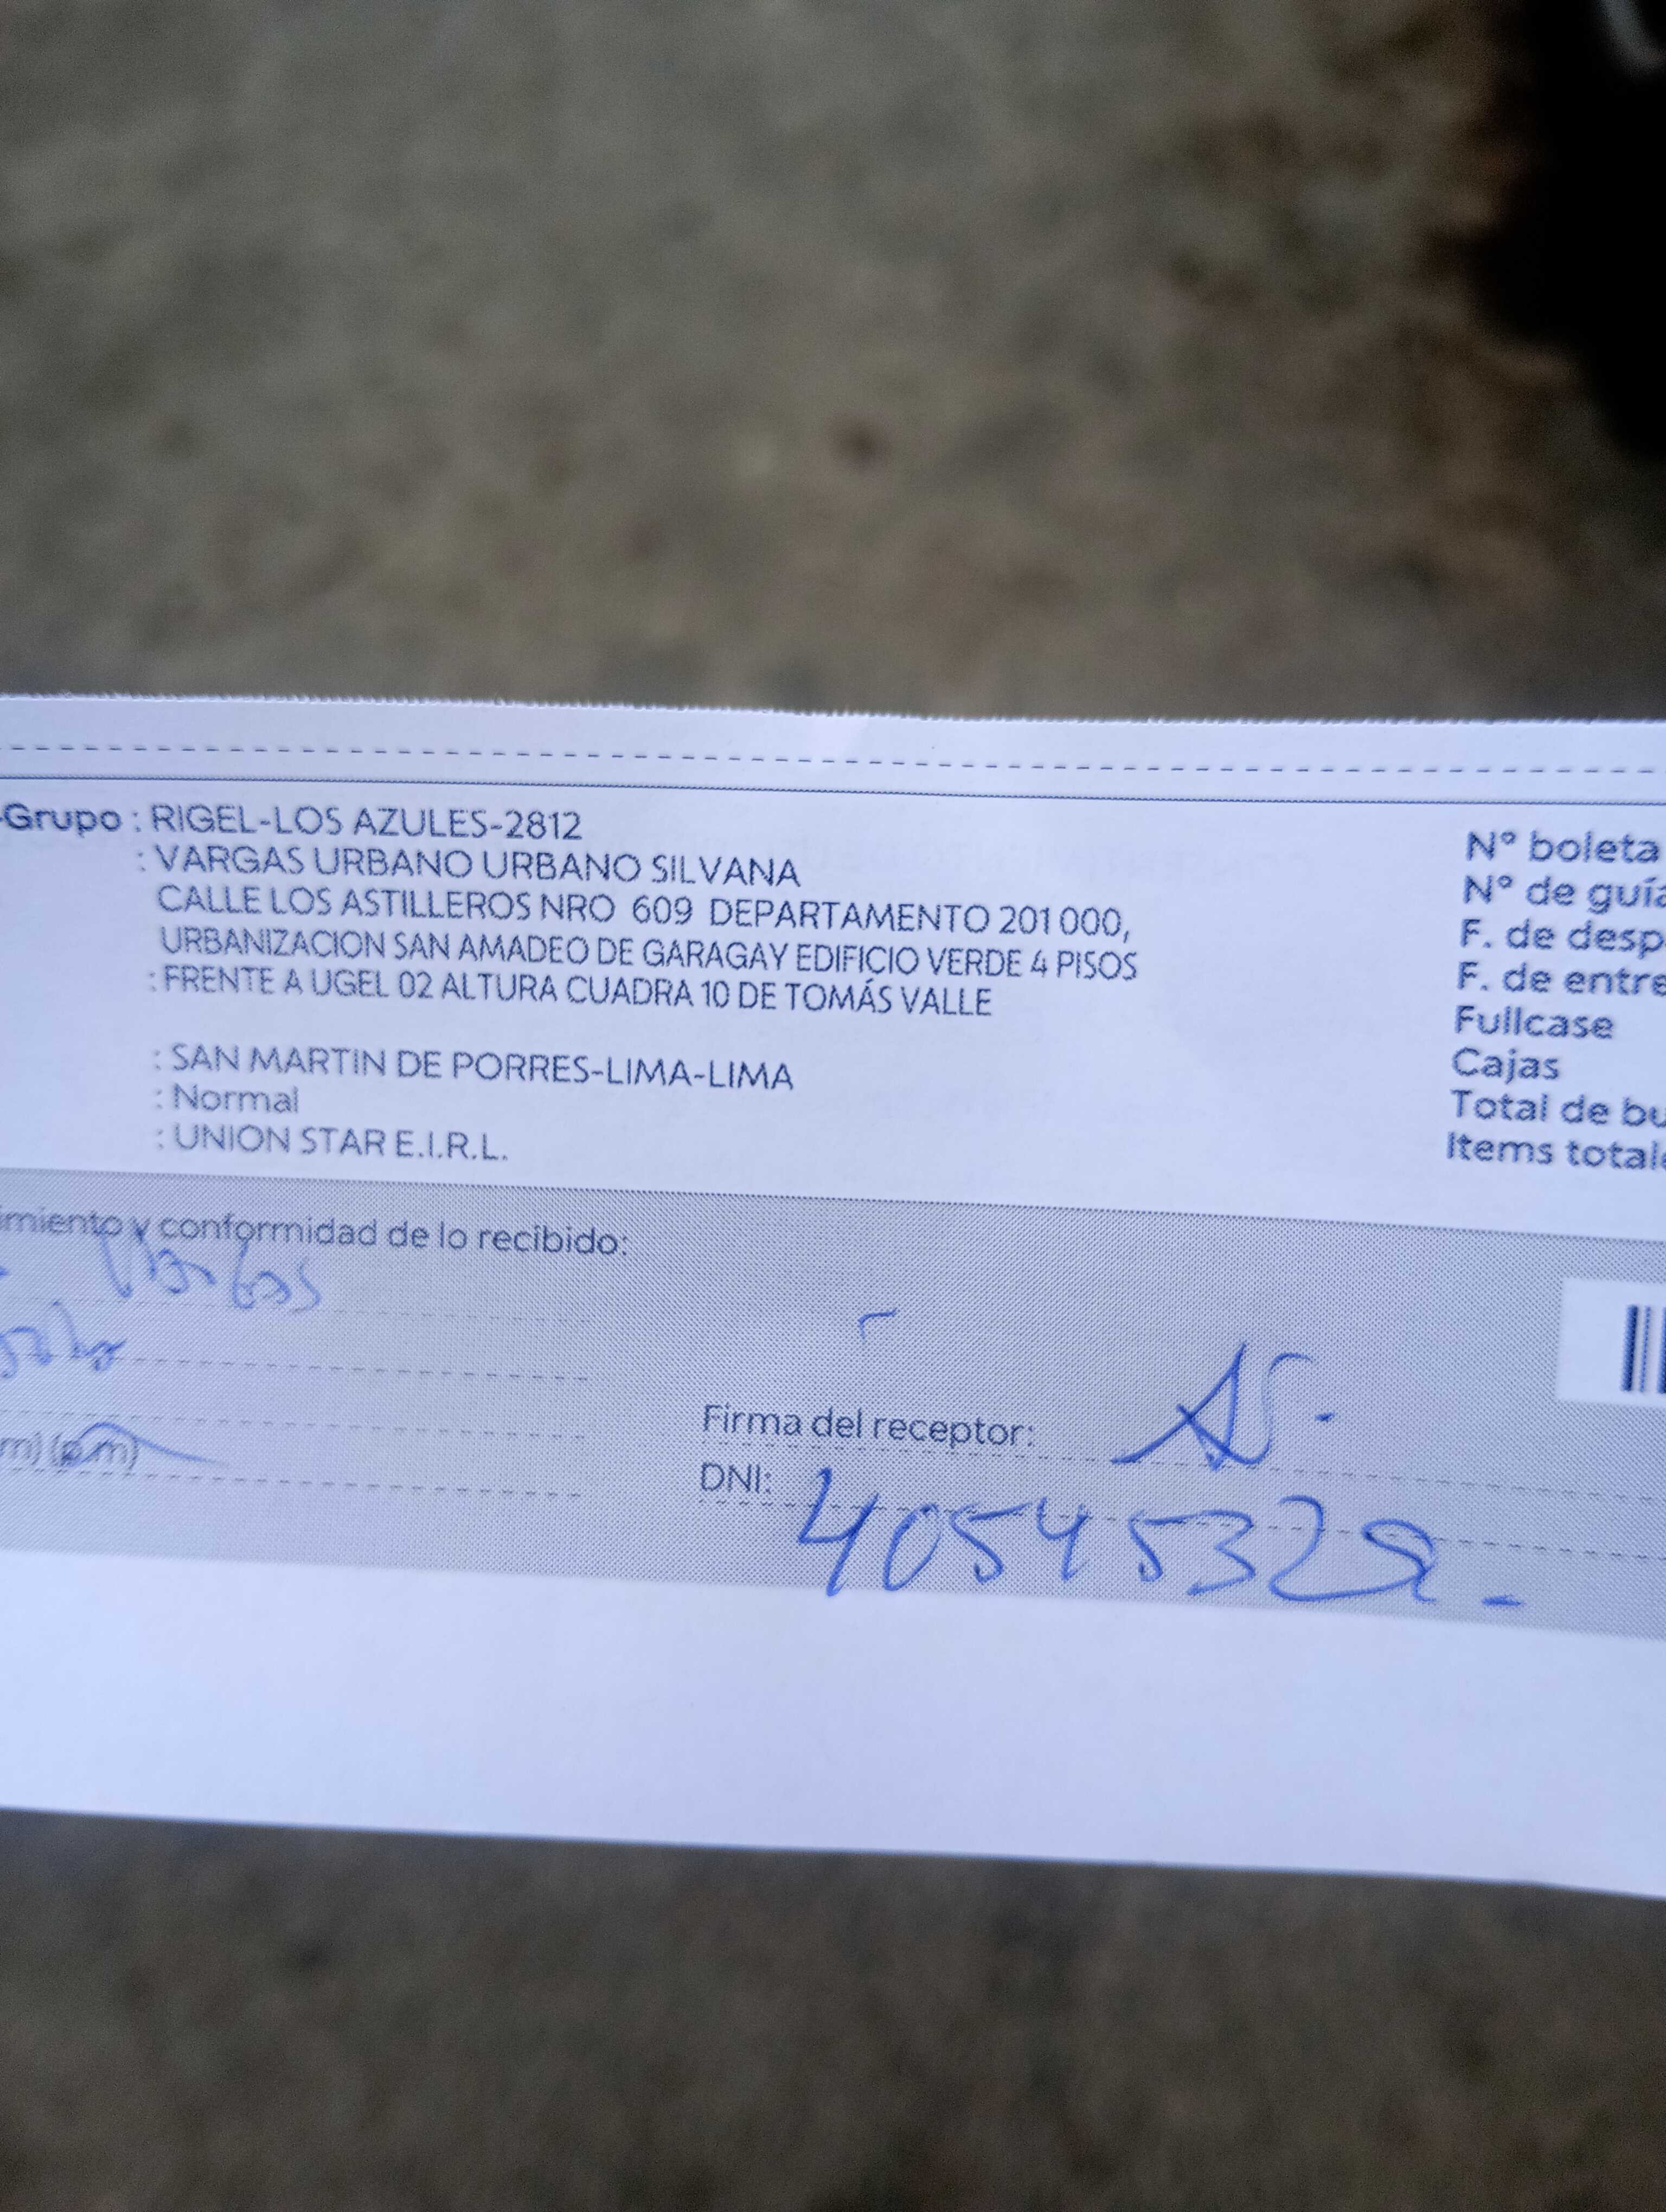 -Grupo : RIGEL-LOS AZULES-2812
: VARGAS URBANO URBANO SILVANA
CALLE LOS ASTILLEROS NRO 609 DEPARTAMENTO 201 000,
URBANIZACION SAN AMADEO DE GARAGAY EDIFICIO VERDE 4 PISOS
: FRENTE A UGEL 02 ALTURA CUADRA 10 DE TOMÁS VALLE
: SAN MARTIN DE PORRES-LIMA-LIMA
: Normal
: UNION STAR E.I.R.L.
N° boleta
N° de guía
F. de desp
F. de entre
Fullcase
Cajas
Total de bu
Items total
imiento y conformidad de lo recibido:
m) (p.m)
Firma del receptor:
DNI: 4054532